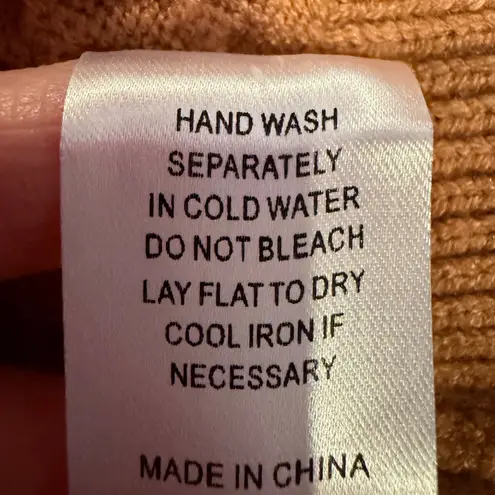 HAND WASH
SEPARATELY
IN COLD WATER
DO NOT BLEACH
LAY FLAT TO DRY
COOL IRON IF
NECESSARY
MADE IN CHINA